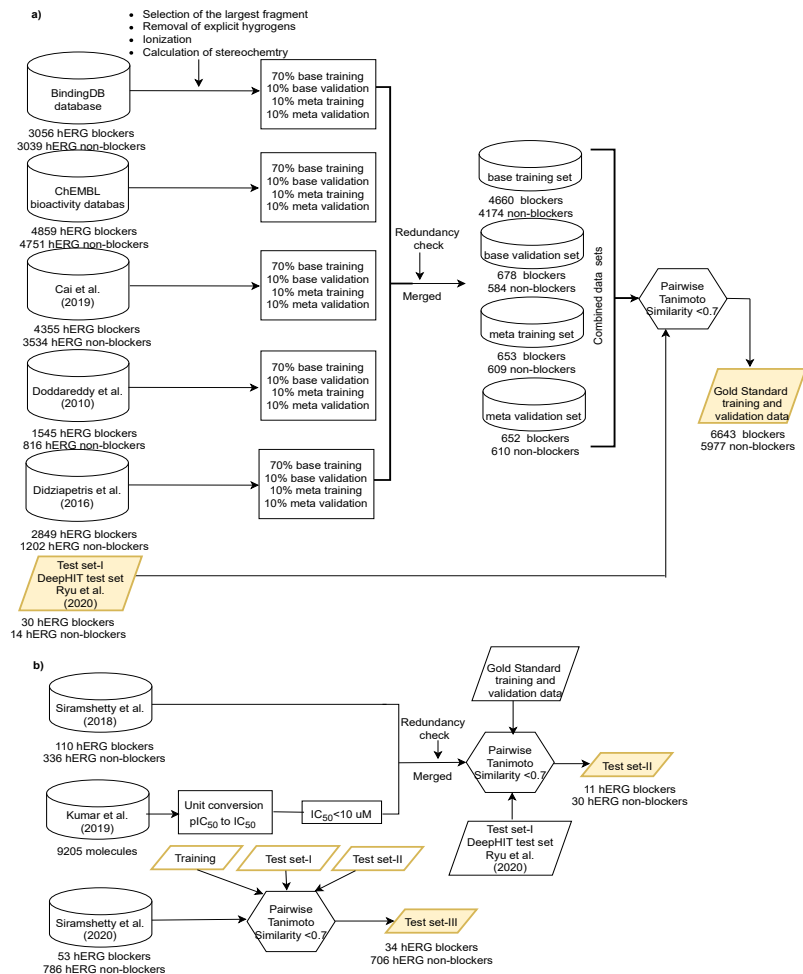 a)
• Selection of the largest fragment
• Removal of explicit hygrogens
• Ionization
• Calculation of stereochemtry
BindingDB
database
3056 hERG blockers
3039 hERG non-blockers
70% base training
10% base validation
10% meta training
10% meta validation
ChEMBL
bioactivity databas
4859 hERG blockers
4751 hERG non-blockers
70% base training
10% base validation
10% meta training
10% meta validation
Cai et al.
(2019)
4355 hERG blockers
3534 hERG non-blockers
70% base training
10% base validation
10% meta training
10% meta validation
Doddareddy et al.
(2010)
1545 hERG blockers
816 hERG non-blockers
70% base training
10% base validation
10% meta training
10% meta validation
Didziapetris et al.
(2016)
2849 hERG blockers
1202 hERG non-blockers
70% base training
10% base validation
10% meta training
10% meta validation
Redundancy
check
Merged
base training set
4660 blockers
4174 non-blockers
base validation set
678 blockers
584 non-blockers
meta training set
653 blockers
609 non-blockers
meta validation set
652 blockers
610 non-blockers
Combined data sets
Pairwise
Tanimoto
Similarity <0.7
Gold Standard
training and
validation data
6643 blockers
5977 non-blockers
Test set-I
DeepHIT test set
Ryu et al.
(2020)
30 hERG blockers
14 hERG non-blockers
b)
Siramshetty et al.
(2018)
110 hERG blockers
336 hERG non-blockers
Kumar et al.
(2019)
9205 molecules
Unit conversion
pIC50 to IC50
IC50<10 uM
Redundancy
check
Merged
Gold Standard
training and
validation data
Pairwise
Tanimoto
Similarity <0.7
Test set-I
DeepHIT test set
Ryu et al.
(2020)
Test set-II
11 hERG blockers
30 hERG non-blockers
Training
Test set-I
Test set-II
Siramshetty et al.
(2020)
53 hERG blockers
786 hERG non-blockers
Pairwise
Tanimoto
Similarity <0.7
Test set-III
34 hERG blockers
706 hERG non-blockers